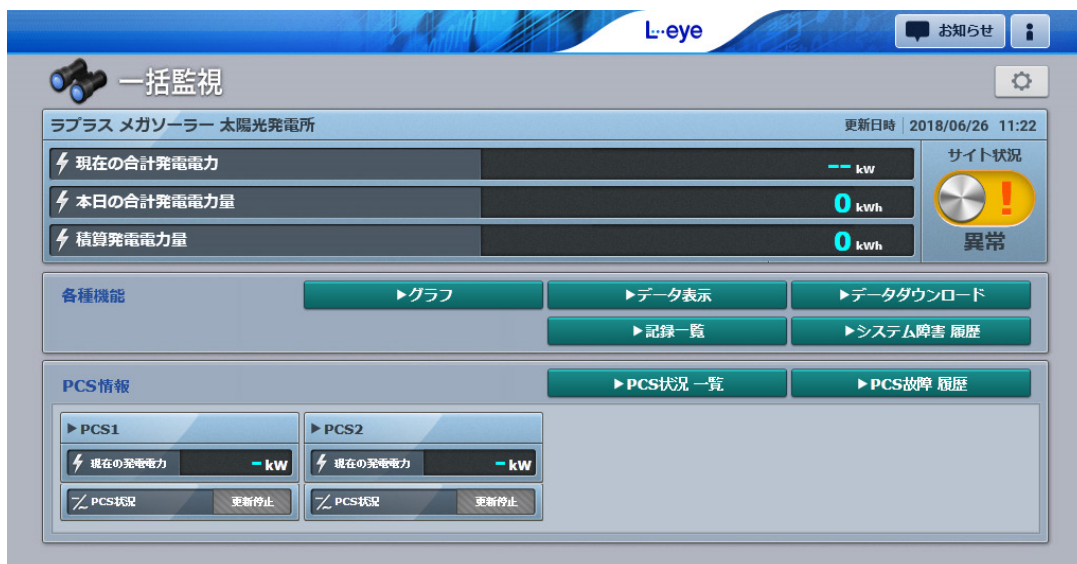 L・・eye
お知らせ
一括監視
ラプラス メガソーラー 太陽光発電所 更新日時 2018/06/26 11:22
現在の合計発電電力 -- kW
サイト状況
本日の合計発電電力量 0 kWh
!
積算発電電力量 0 kWh
異常
各種機能 ▶グラフ ▶データ表示 ▶データダウンロード
▶記録一覧 ▶システム障害 履歴
PCS情報 ▶PCS状況 一覧 ▶PCS故障 履歴
▶PCS1 ▶PCS2
現在の発電電力 - kW 現在の発電電力 - kW
PCS状況 更新停止 PCS状況 更新停止